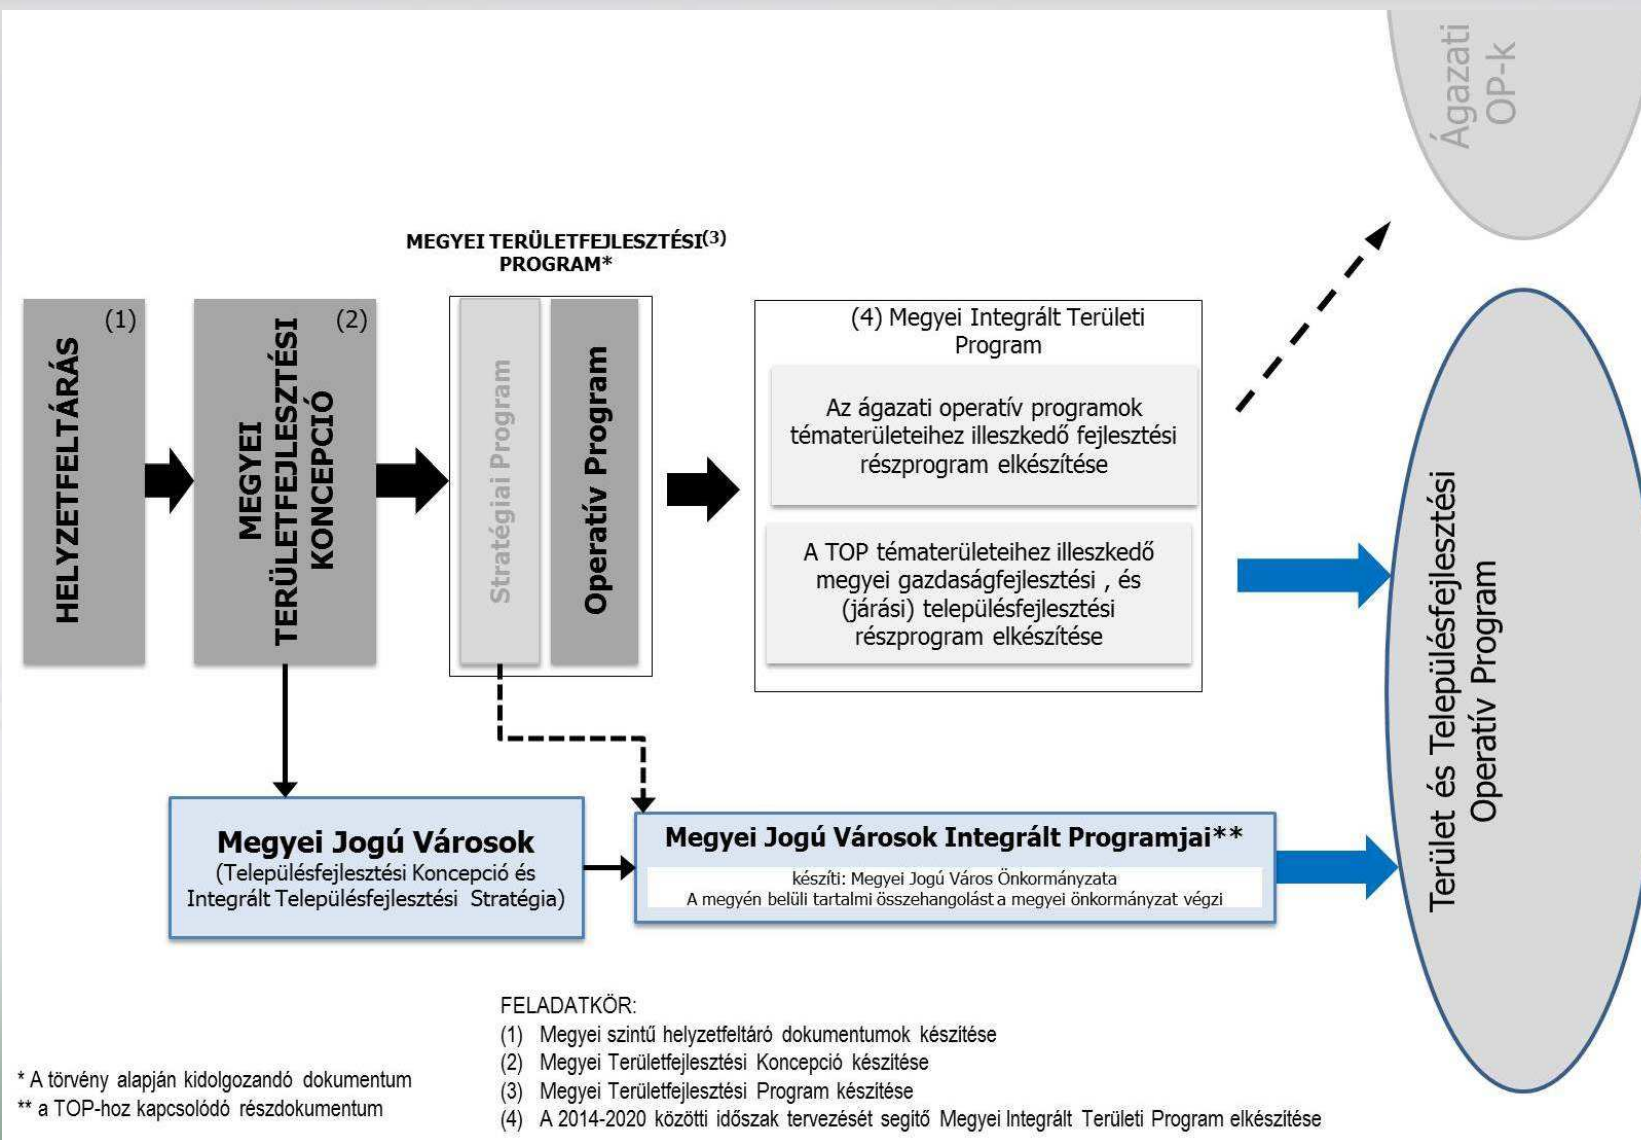 Ágazati
OP-k
MEGYEI TERÜLETFEJLESZTÉSI(3)
PROGRAM*
(1)
HELYZETFELTÁRÁS
(2)
MEGYEI
TERÜLETFEJLESZTÉSI
KONCEPCIÓ
Stratégiai Program
Operatív Program
(4) Megyei Integrált Területi
Program
Az ágazati operatív programok
tématerületeihez illeszkedő fejlesztési
részprogram elkészítése
A TOP tématerületeihez illeszkedő
megyei gazdaságfejlesztési , és
(járási) településfejlesztési
részprogram elkészítése
Terület és Településfejlesztési
Operatív Program
Megyei Jogú Városok
(Településfejlesztési Koncepció és
Integrált Településfejlesztési Stratégia)
Megyei Jogú Városok Integrált Programjai**
készíti: Megyei Jogú Város Önkormányzata
A megyén belüli tartalmi összehangolást a megyei önkormányzat végzi
FELADATKÖR:
(1) Megyei szintű helyzetfeltáró dokumentumok készítése
(2) Megyei Területfejlesztési Koncepció készítése
(3) Megyei Területfejlesztési Program készítése
(4) A 2014-2020 közötti időszak tervezését segítő Megyei Integrált Területi Program elkészítése
* A törvény alapján kidolgozandó dokumentum
** a TOP-hoz kapcsolódó részdokumentum